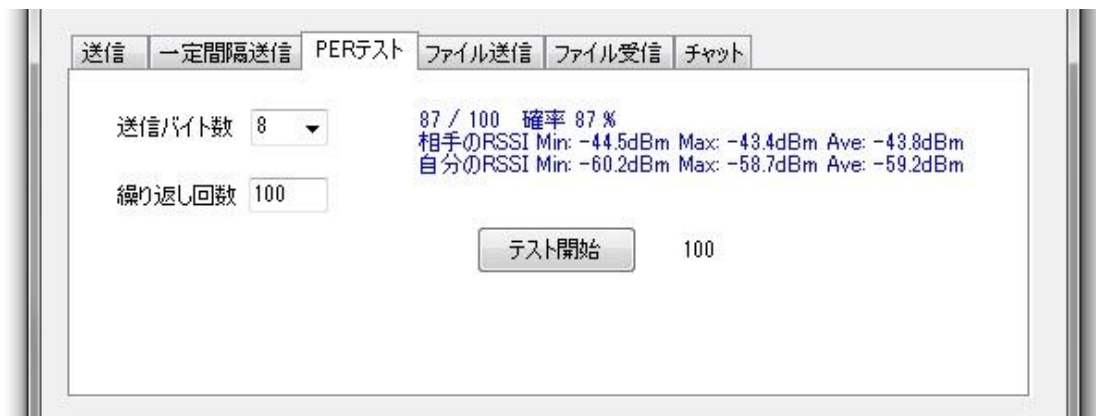 送信 一定間隔送信 PERテスト ファイル送信 ファイル受信 チャット
送信バイト数 8
87 / 100 確率 87 %
相手のRSSI Min: -44.5dBm Max: -43.4dBm Ave: -43.8dBm
自分のRSSI Min: -60.2dBm Max: -58.7dBm Ave: -59.2dBm
繰り返し回数 100
テスト開始 100